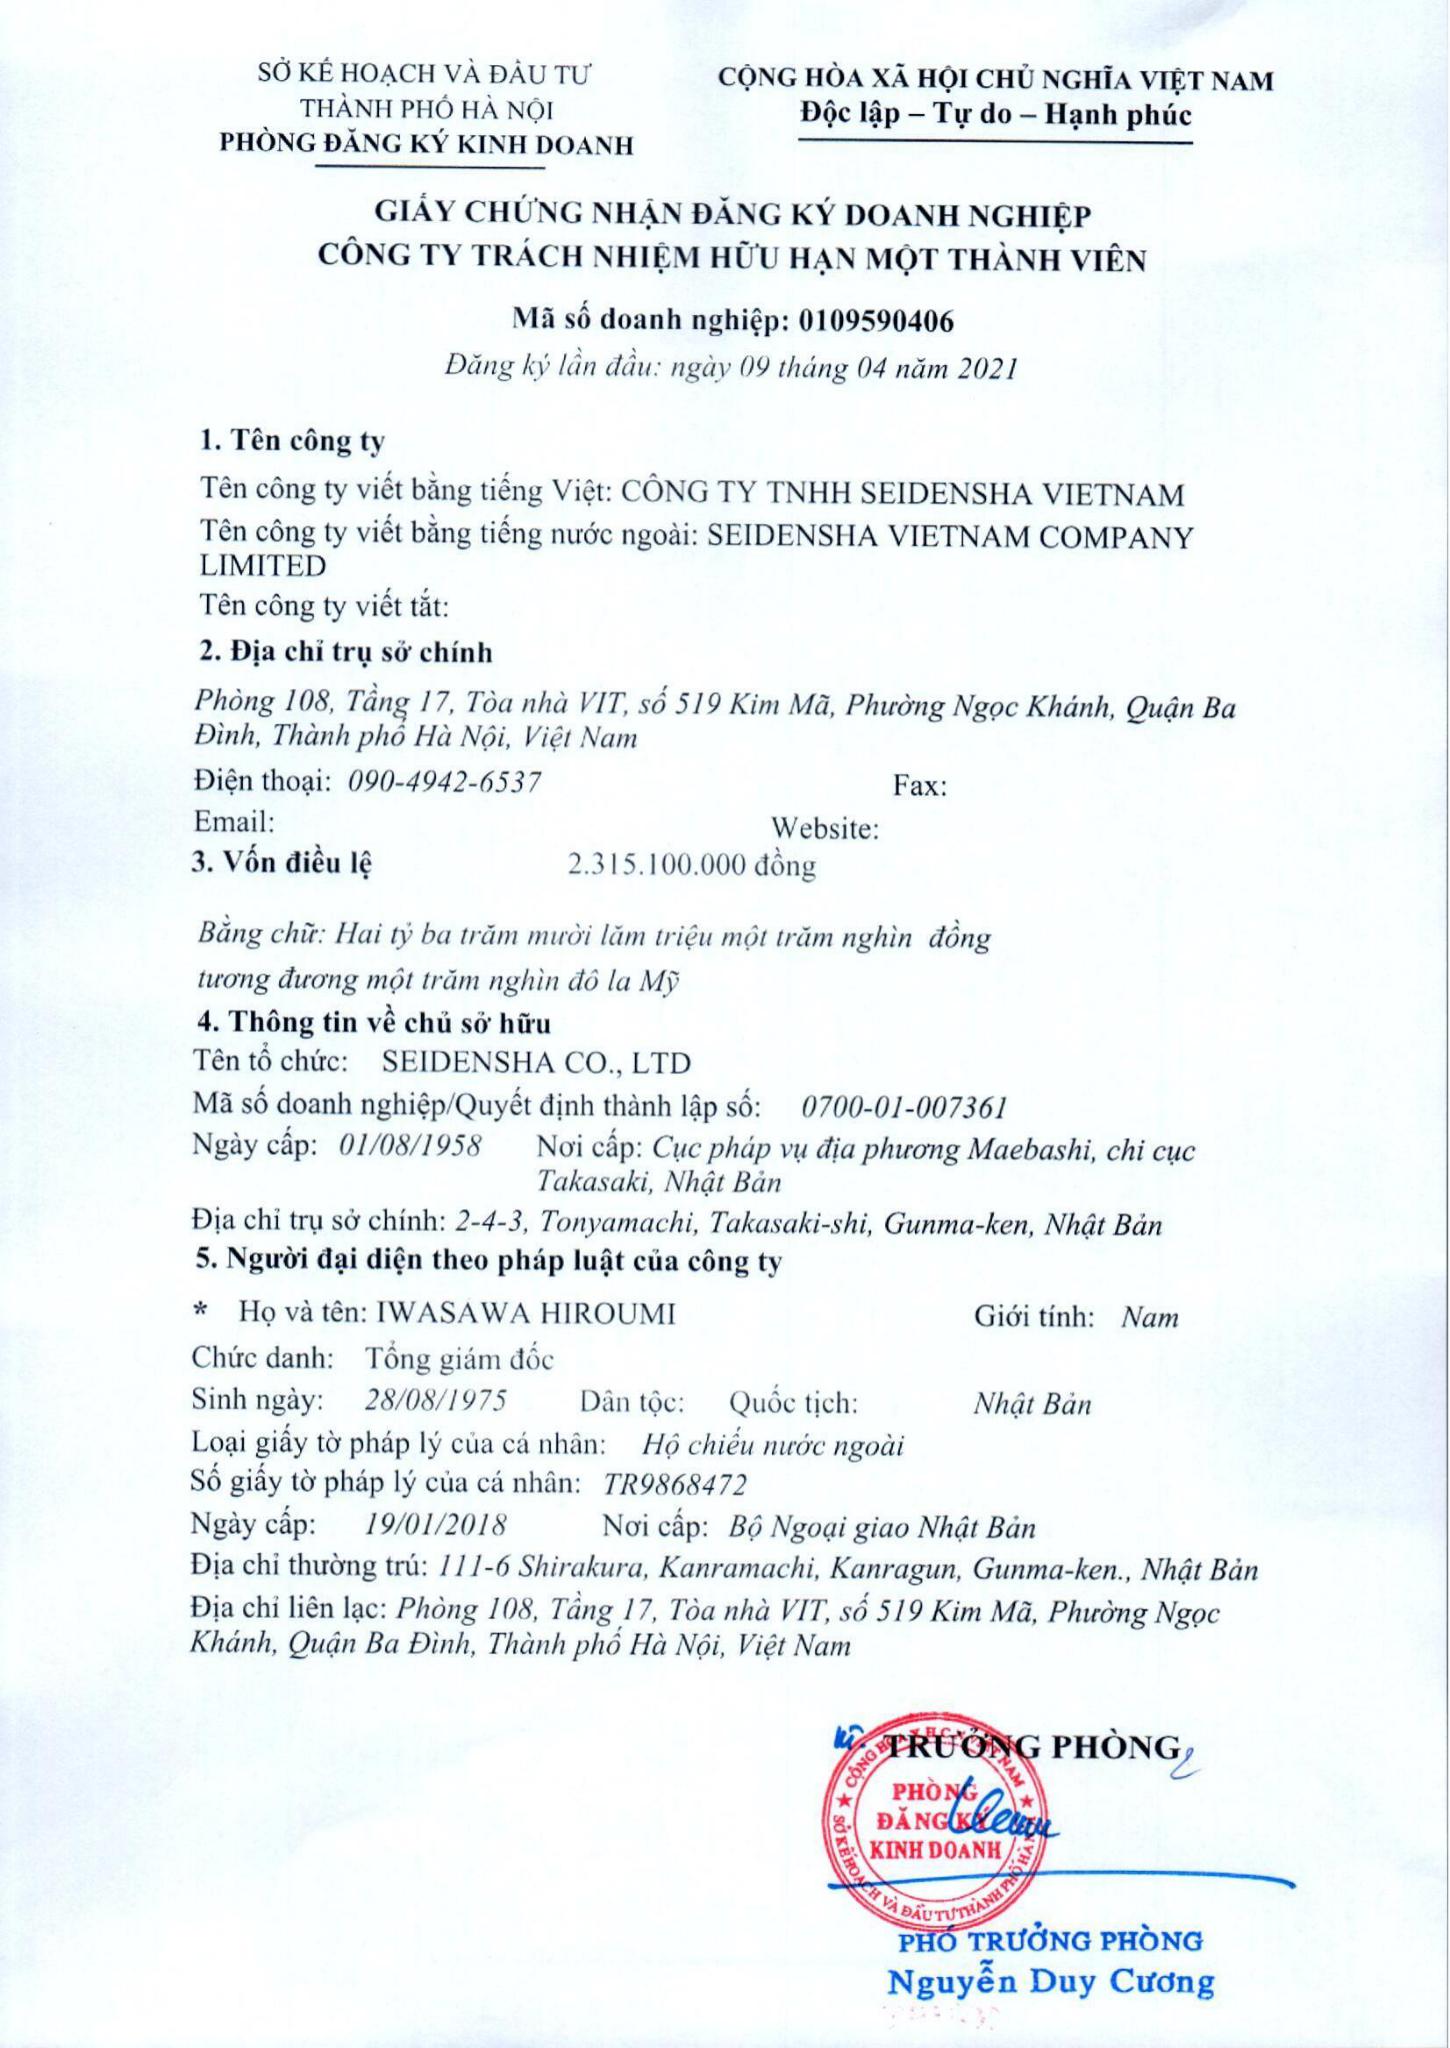 SỞ KẾ HOẠCH VÀ ĐẦU TƯ
THÀNH PHỐ HÀ NỘI
PHÒNG ĐĂNG KÝ KINH DOANH
CỘNG HÒA XÃ HỘI CHỦ NGHĨA VIỆT NAM
Độc lập – Tự do – Hạnh phúc
GIẤY CHỨNG NHẬN ĐĂNG KÝ DOANH NGHIỆP
CÔNG TY TRÁCH NHIỆM HỮU HẠN MỘT THÀNH VIÊN
Mã số doanh nghiệp: 0109590406
Đăng ký lần đầu: ngày 09 tháng 04 năm 2021
1. Tên công ty
Tên công ty viết bằng tiếng Việt: CÔNG TY TNHH SEIDENSHA VIETNAM
Tên công ty viết bằng tiếng nước ngoài: SEIDENSHA VIETNAM COMPANY
LIMITED
Tên công ty viết tắt:
2. Địa chỉ trụ sở chính
Phòng 108, Tầng 17, Tòa nhà VIT, số 519 Kim Mã, Phường Ngọc Khánh, Quận Ba
Đình, Thành phố Hà Nội, Việt Nam
Điện thoại: 090-4942-6537 Fax:
Email: Website:
3. Vốn điều lệ 2.315.100.000 đồng
Bằng chữ: Hai tỷ ba trăm mười lăm triệu một trăm nghìn đồng
tương đương một trăm nghìn đô la Mỹ
4. Thông tin về chủ sở hữu
Tên tổ chức: SEIDENSHA CO., LTD
Mã số doanh nghiệp/Quyết định thành lập số: 0700-01-007361
Ngày cấp: 01/08/1958 Nơi cấp: Cục pháp vụ địa phương Maebashi, chi cục
Takasaki, Nhật Bản
Địa chỉ trụ sở chính: 2-4-3, Tonyamachi, Takasaki-shi, Gunma-ken, Nhật Bản
5. Người đại diện theo pháp luật của công ty
* Họ và tên: IWASAWA HIROUMI Giới tính: Nam
Chức danh: Tổng giám đốc
Sinh ngày: 28/08/1975 Dân tộc: Quốc tịch: Nhật Bản
Loại giấy tờ pháp lý của cá nhân: Hộ chiếu nước ngoài
Số giấy tờ pháp lý của cá nhân: TR9868472
Ngày cấp: 19/01/2018 Nơi cấp: Bộ Ngoại giao Nhật Bản
Địa chỉ thường trú: 111-6 Shirakura, Kanramachi, Kanragun, Gunma-ken., Nhật Bản
Địa chỉ liên lạc: Phòng 108, Tầng 17, Tòa nhà VIT, số 519 Kim Mã, Phường Ngọc
Khánh, Quận Ba Đình, Thành phố Hà Nội, Việt Nam
TRƯỞNG PHÒNG
CỘNG HÒA X.H.C.N VIỆT NAM
PHÒNG
ĐĂNG KÝ
KINH DOANH
SỞ KẾ HOẠCH VÀ ĐẦU TƯ THÀNH PHỐ HÀ NỘI
PHÓ TRƯỞNG PHÒNG
Nguyễn Duy Cương